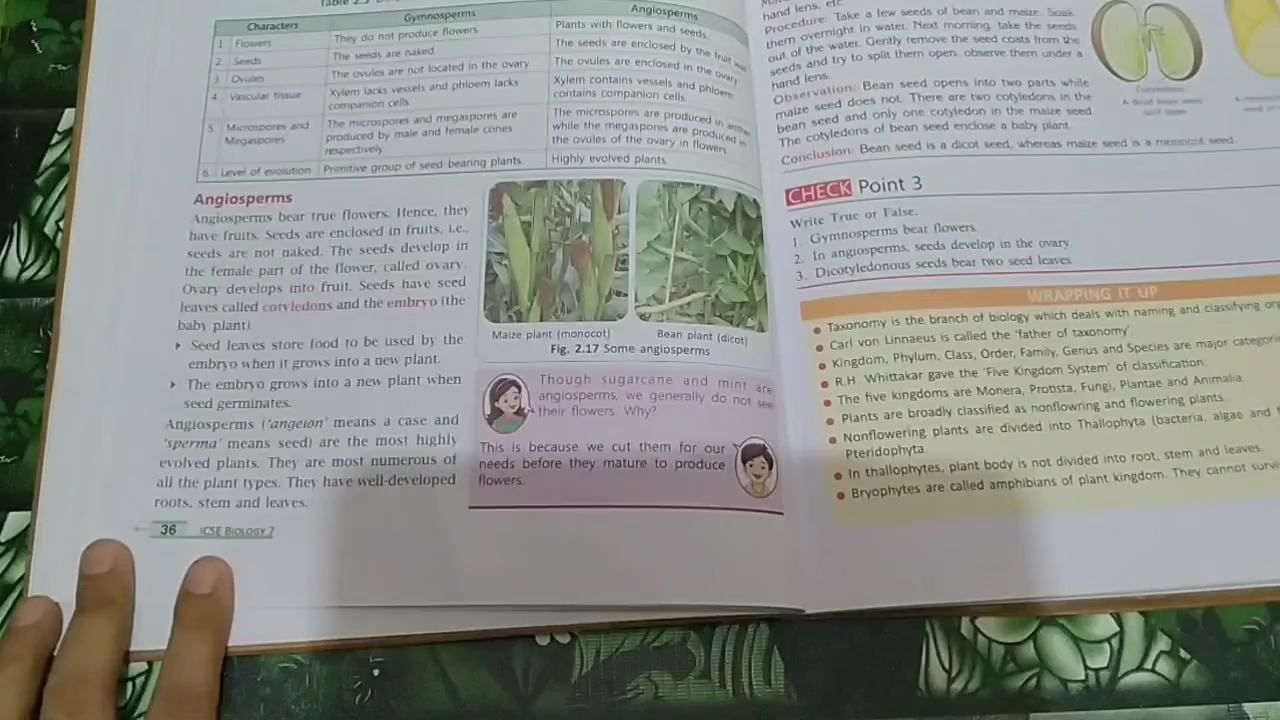 Characters Gymnosperms Angiosperms
1 Flowers They do not produce flowers Plants with flowers and seeds.
2. Seeds The seeds are naked The seeds are enclosed by the fruit
3 Ovules The ovules are not located in the ovary The ovules are enclosed in the ovary
4 Vascular tissue Xylem lacks vessels and phloem lacks Xylem contains vessels and phloem
companion cells contains companion cells
5 Microspores and The microspores and megaspores are The microspores are produced in
Megaspores produced by male and female cones while the megaspores are produced in
respectively the ovules of the ovary in flowers
6. Level of evolution Primitive group of seed bearing plants. Highly evolved plants
Angiosperms
Angiosperms bear true flowers. Hence, they
have fruits. Seeds are enclosed in fruits, i.e.,
seeds are not naked. The seeds develop in
the female part of the flower, called ovary.
Ovary develops into fruit. Seeds have seed
leaves called cotyledons and the embryo (the
baby plant)
Seed leaves store food to be used by the
embryo when it grows into a new plant.
The embryo grows into a new plant when
seed germinates.
Angiosperms ('angeion' means a case and
'sperma' means seed) are the most highly
evolved plants. They are most numerous of
all the plant types. They have well-developed
roots, stem and leaves.
36 ICSE BIOLOGY 7
Maize plant (monocot) Bean plant (dicot)
Fig. 2.17 Some angiosperms
Though sugarcane and mint are
angiosperms, we generally do not see
their flowers. Why?
This is because we cut them for our
needs before they mature to produce
flowers.
hand lens, etc
Procedure: Take a few seeds of bean and maize. Soak
them overnight in water. Next morning, take the seeds
out of the water. Gently remove the seed coats from the
seeds and try to split them open, observe them under a
hand lens.
Observation: Bean seed opens into two parts while
maize seed does not. There are two cotyledons in the
bean seed and only one cotyledon in the maize seed.
The cotyledons of bean seed enclose a baby plant.
Conclusion: Bean seed is a dicot seed, whereas maize seed is a monocot seed.
CHECK Point 3
Write True or False.
1. Gymnosperms bear flowers.
2. In angiosperms, seeds develop in the ovary.
3. Dicotyledonous seeds bear two seed leaves.
WRAPPING IT UP
Taxonomy is the branch of biology which deals with naming and classifying
Carl von Linnaeus is called the 'father of taxonomy'
Kingdom, Phylum, Class, Order, Family, Genus and Species are major
R.H Whittakar gave the 'Five Kingdom System' of classification.
The five kingdoms are Monera, Protista, Fungi, Plantae and Animalia.
Plants are broadly classified as nonflowring and flowering plants.
Nonflowering plants are divided into Thallophyta (bacteria, algae and
Pteridophyta.
In thallophytes, plant body is not divided into root, stem and leaves.
Bryophytes are called amphibians of plant kingdom. They cannot